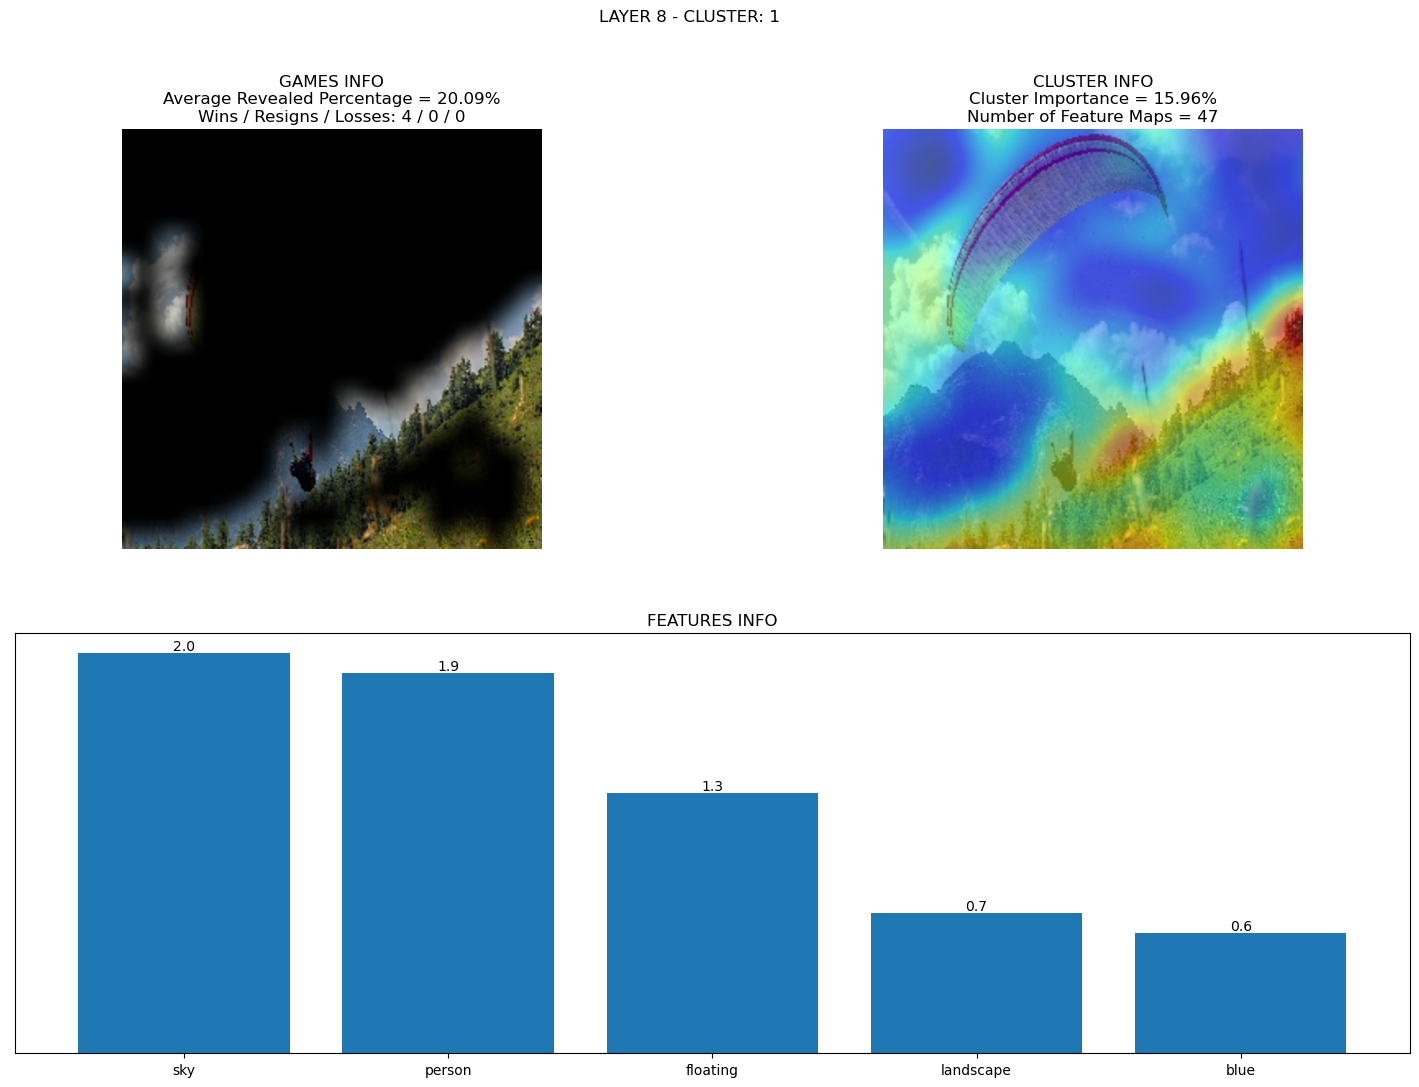 LAYER 8 - CLUSTER: 1
GAMES INFO
Average Revealed Percentage = 20.09%
Wins / Resigns / Losses: 4 / 0 / 0
CLUSTER INFO
Cluster Importance = 15.96%
Number of Feature Maps = 47
FEATURES INFO
2.0
1.9
1.3
0.7
0.6
sky
person
floating
landscape
blue